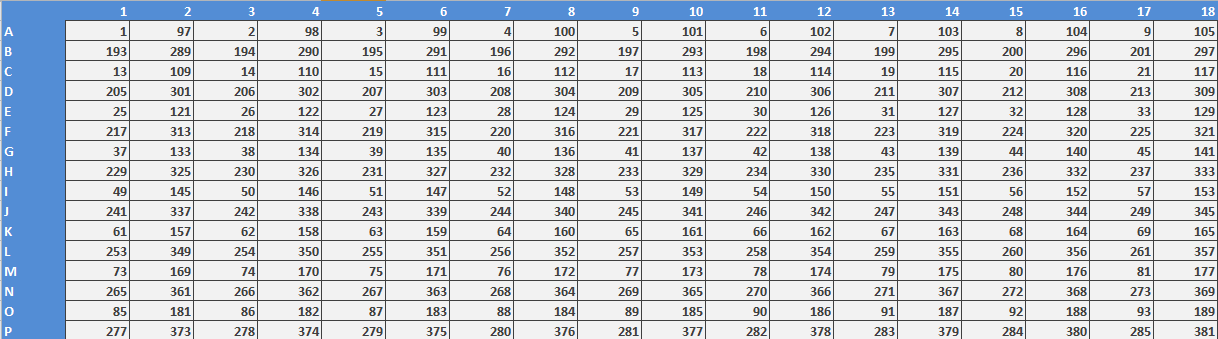 1 2 3 4 5 6 7 8 9 10 11 12 13 14 15 16 17 18
A 1 97 2 98 3 99 4 100 5 101 6 102 7 103 8 104 9 105
B 193 289 194 290 195 291 196 292 197 293 198 294 199 295 200 296 201 297
C 13 109 14 110 15 111 16 112 17 113 18 114 19 115 20 116 21 117
D 205 301 206 302 207 303 208 304 209 305 210 306 211 307 212 308 213 309
E 25 121 26 122 27 123 28 124 29 125 30 126 31 127 32 128 33 129
F 217 313 218 314 219 315 220 316 221 317 222 318 223 319 224 320 225 321
G 37 133 38 134 39 135 40 136 41 137 42 138 43 139 44 140 45 141
H 229 325 230 326 231 327 232 328 233 329 234 330 235 331 236 332 237 333
I 49 145 50 146 51 147 52 148 53 149 54 150 55 151 56 152 57 153
J 241 337 242 338 243 339 244 340 245 341 246 342 247 343 248 344 249 345
K 61 157 62 158 63 159 64 160 65 161 66 162 67 163 68 164 69 165
L 253 349 254 350 255 351 256 352 257 353 258 354 259 355 260 356 261 357
M 73 169 74 170 75 171 76 172 77 173 78 174 79 175 80 176 81 177
N 265 361 266 362 267 363 268 364 269 365 270 366 271 367 272 368 273 369
O 85 181 86 182 87 183 88 184 89 185 90 186 91 187 92 188 93 189
P 277 373 278 374 279 375 280 376 281 377 282 378 283 379 284 380 285 381